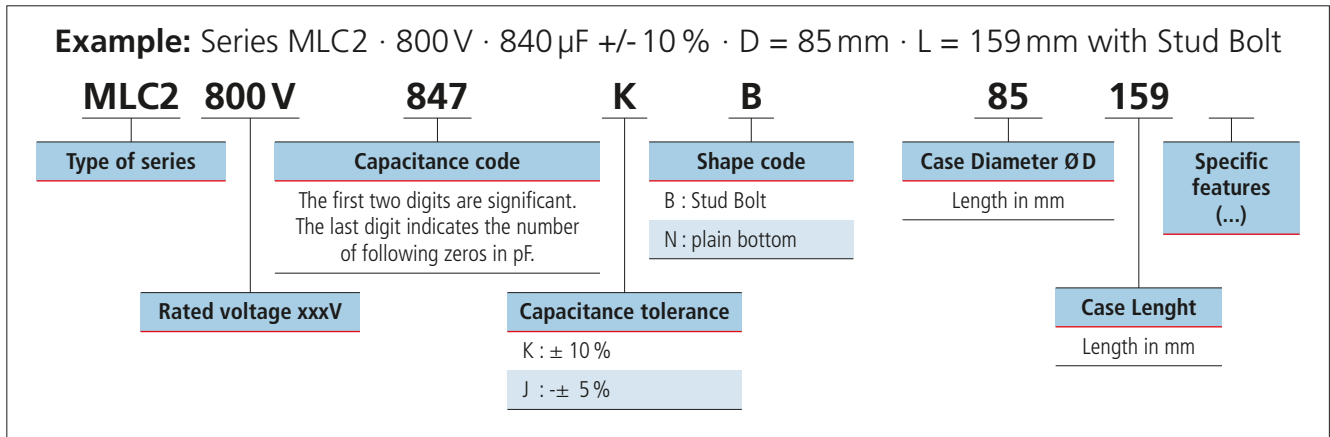 Example: Series MLC2 · 800 V · 840 µF +/- 10 % · D = 85 mm · L = 159 mm with Stud Bolt
MLC2 800 V 847 K B 85 159
Type of series
Capacitance code
The first two digits are significant.
The last digit indicates the number
of following zeros in pF.
Shape code
B : Stud Bolt
N : plain bottom
Case Diameter Ø D
Length in mm
Specific
features
(...)
Rated voltage xxxV
Capacitance tolerance
K : ± 10 %
J : -± 5 %
Case Lenght
Length in mm